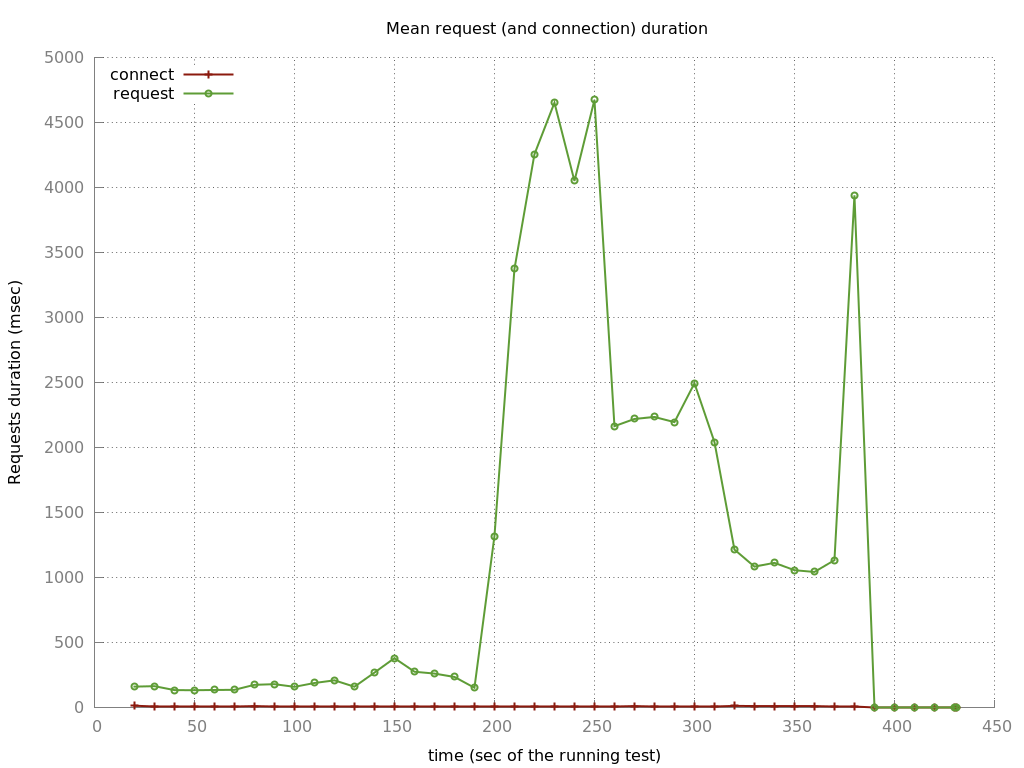 Mean request (and connection) duration
5000
4500
4000
3500
3000
2500
2000
1500
1000
500
0
connect
request
Requests duration (msec)
0 50 100 150 200 250 300 350 400 450
time (sec of the running test)